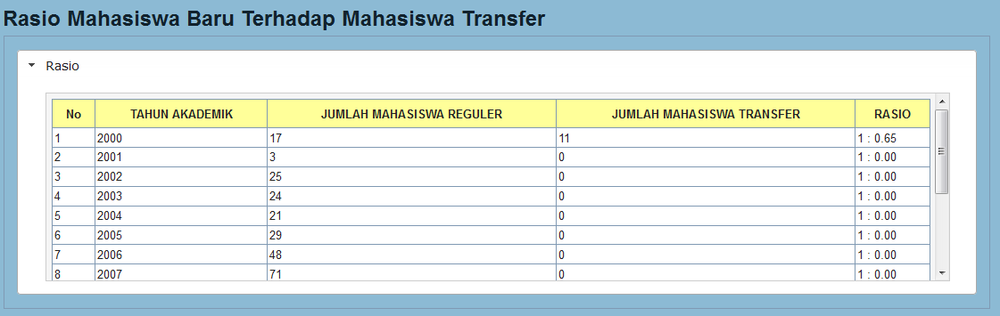 Rasio Mahasiswa Baru Terhadap Mahasiswa Transfer
Rasio
No TAHUN AKADEMIK JUMLAH MAHASISWA REGULER JUMLAH MAHASISWA TRANSFER RASIO
1 2000 17 11 1 : 0.65
2 2001 3 0 1 : 0.00
3 2002 25 0 1 : 0.00
4 2003 24 0 1 : 0.00
5 2004 21 0 1 : 0.00
6 2005 29 0 1 : 0.00
7 2006 48 0 1 : 0.00
8 2007 71 0 1 : 0.00